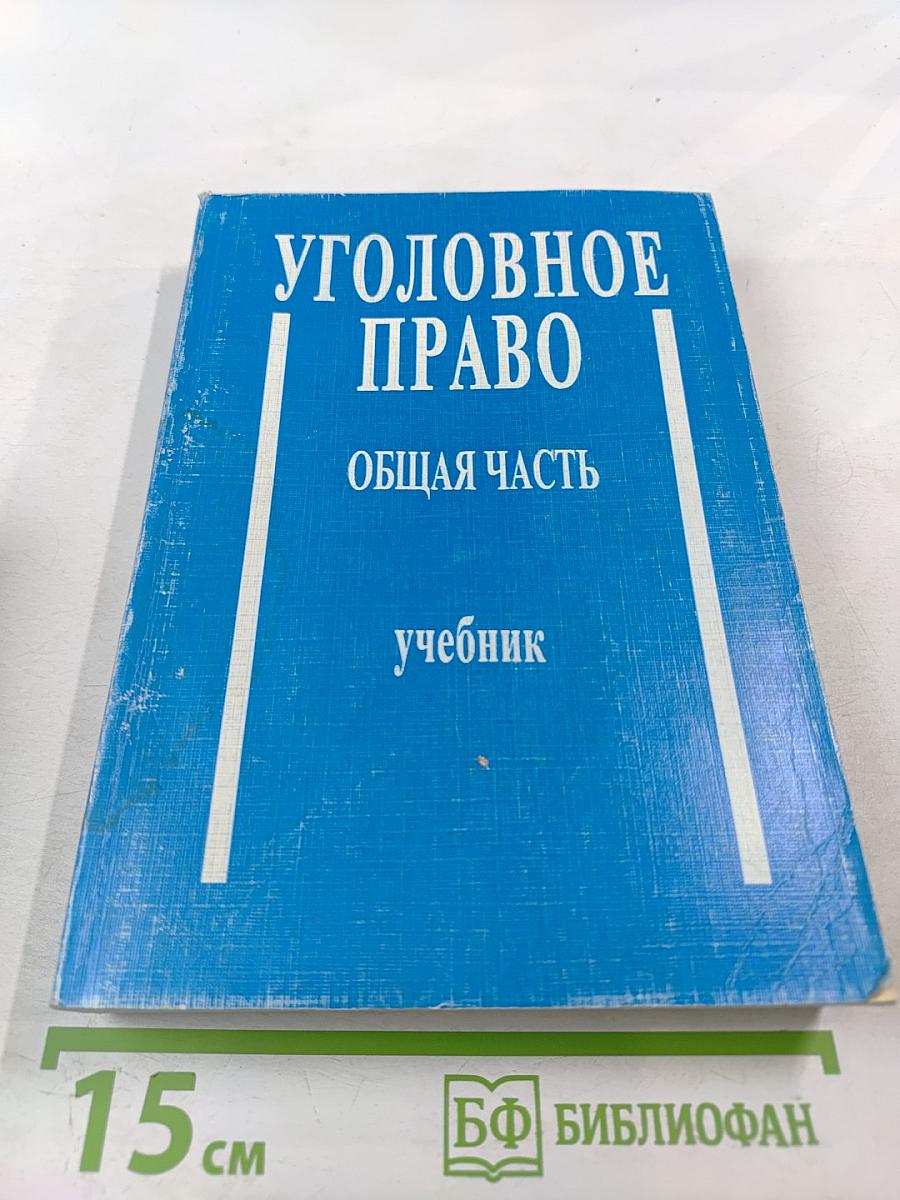 УГОЛОВНОЕ
ПРАВО
ОБЩАЯ ЧАСТЬ
учебник
15 см
БФ БИБЛИОФАН